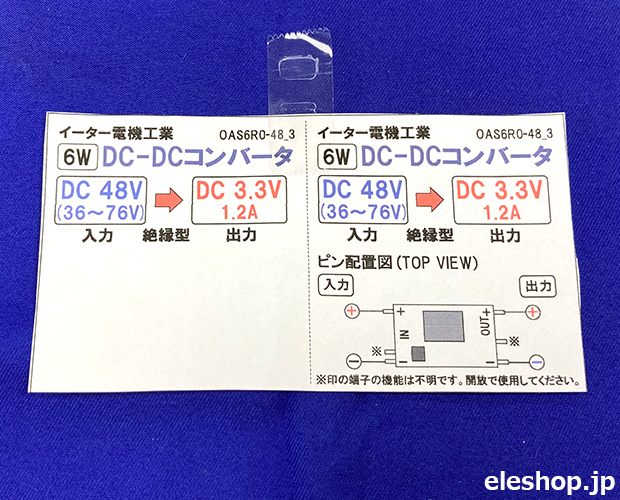 イーター電機工業 OAS6R0-48_3
6W DC-DCコンバータ
DC 48V
(36～76V)
DC 3.3V
1.2A
入力 絶縁型 出力
イーター電機工業 OAS6R0-48_3
6W DC-DCコンバータ
DC 48V
(36～76V)
DC 3.3V
1.2A
入力 絶縁型 出力
ピン配置図(TOP VIEW)
入力 出力
+ + + +
IN OUT
※ ※
- - - -
※印の端子の機能は不明です。開放で使用してください。
eleshop.jp